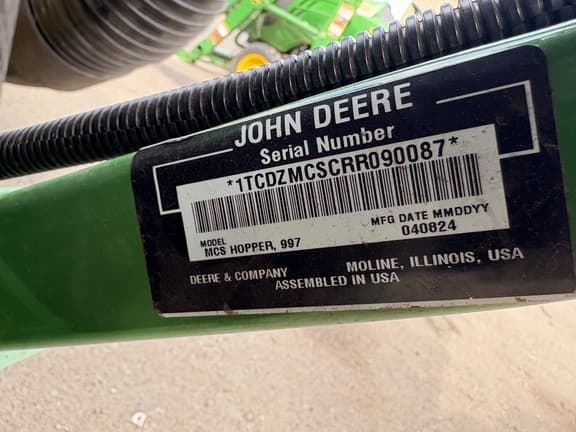 JOHN DEERE
Serial Number
*1TCDZMCSCRR090087*
MODEL
MCS HOPPER, 997
MFG DATE MMDDYY
040824
DEERE & COMPANY MOLINE, ILLINOIS, USA
ASSEMBLED IN USA